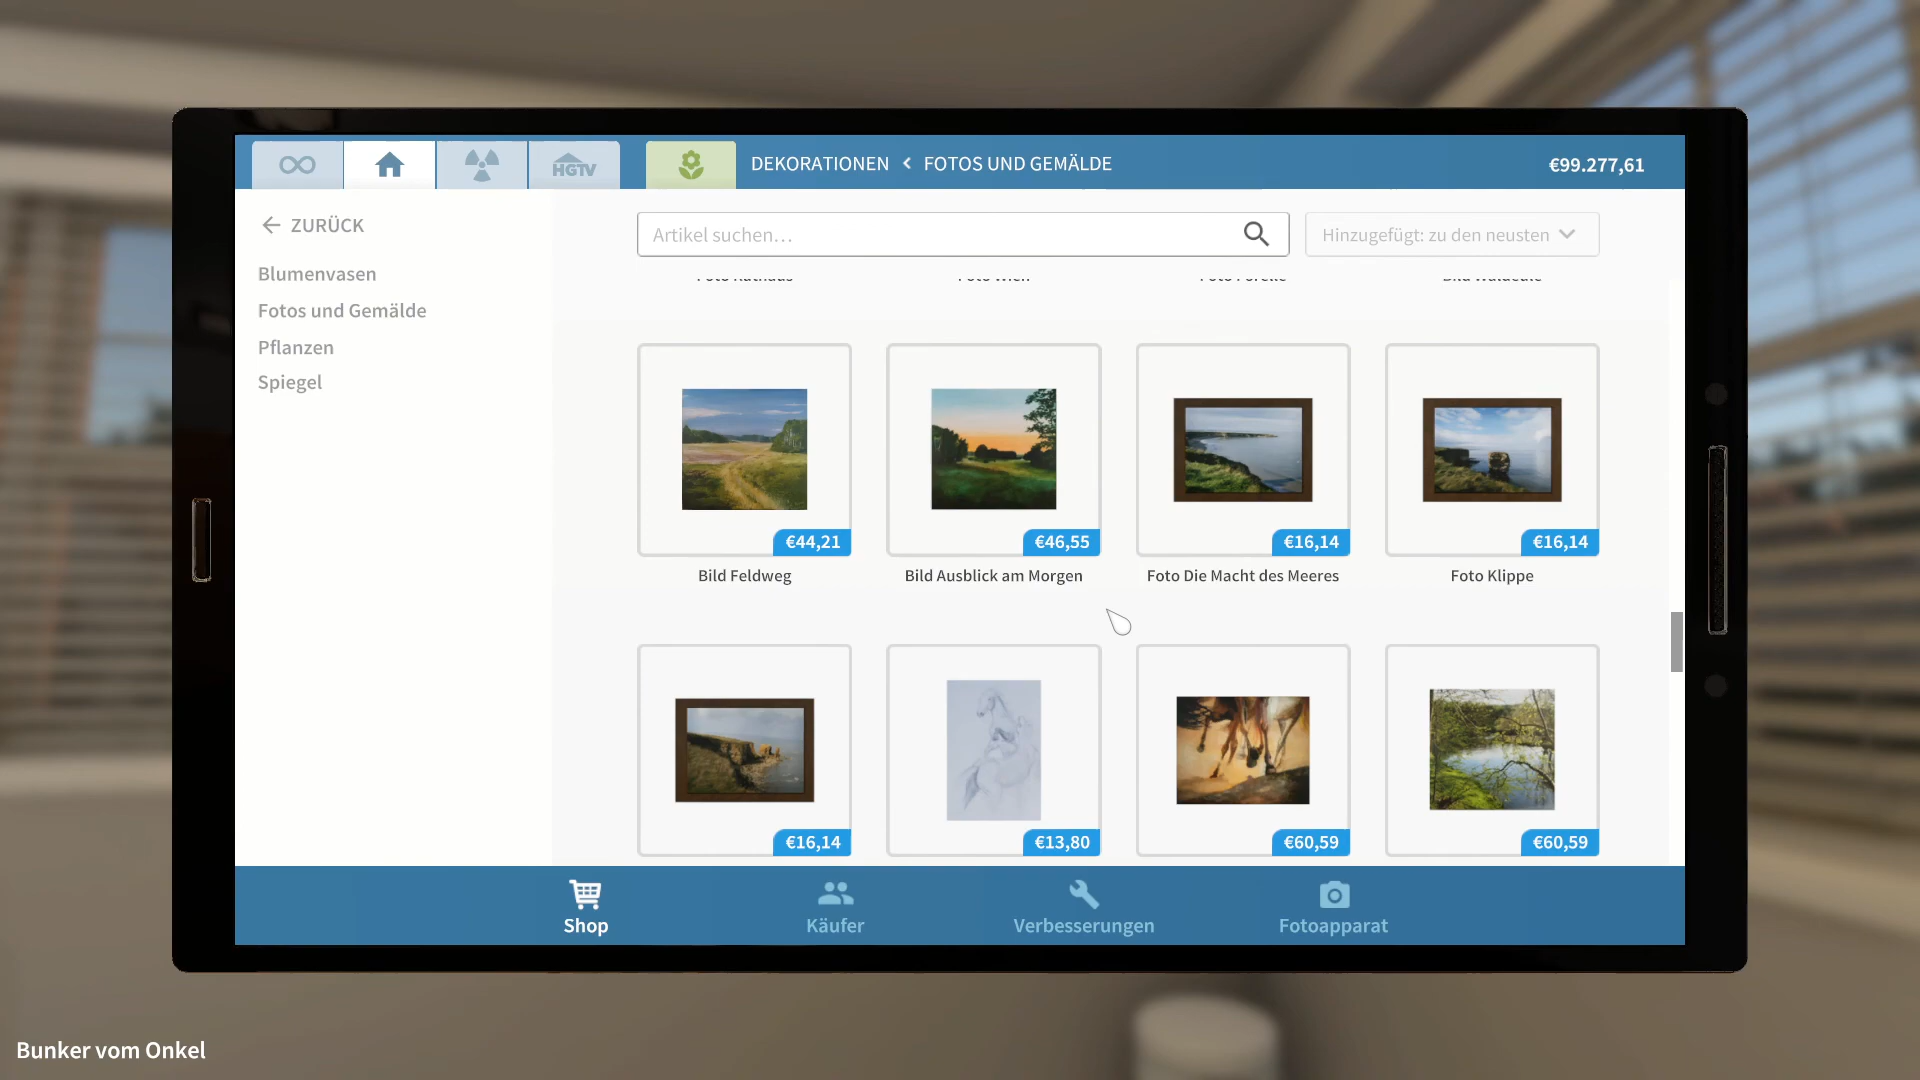 HGTV
DEKORATIONEN < FOTOS UND GEMÄLDE
€99.277,61
ZURÜCK
Blumenvasen
Fotos und Gemälde
Pflanzen
Spiegel
Artikel suchen...
Hinzugefügt: zu den neusten
€44,21
€46,55
€16,14
€16,14
Bild Feldweg
Bild Ausblick am Morgen
Foto Die Macht des Meeres
Foto Klippe
€16,14
€13,80
€60,59
€60,59
Shop
Käufer
Verbesserungen
Fotoapparat
Bunker vom Onkel